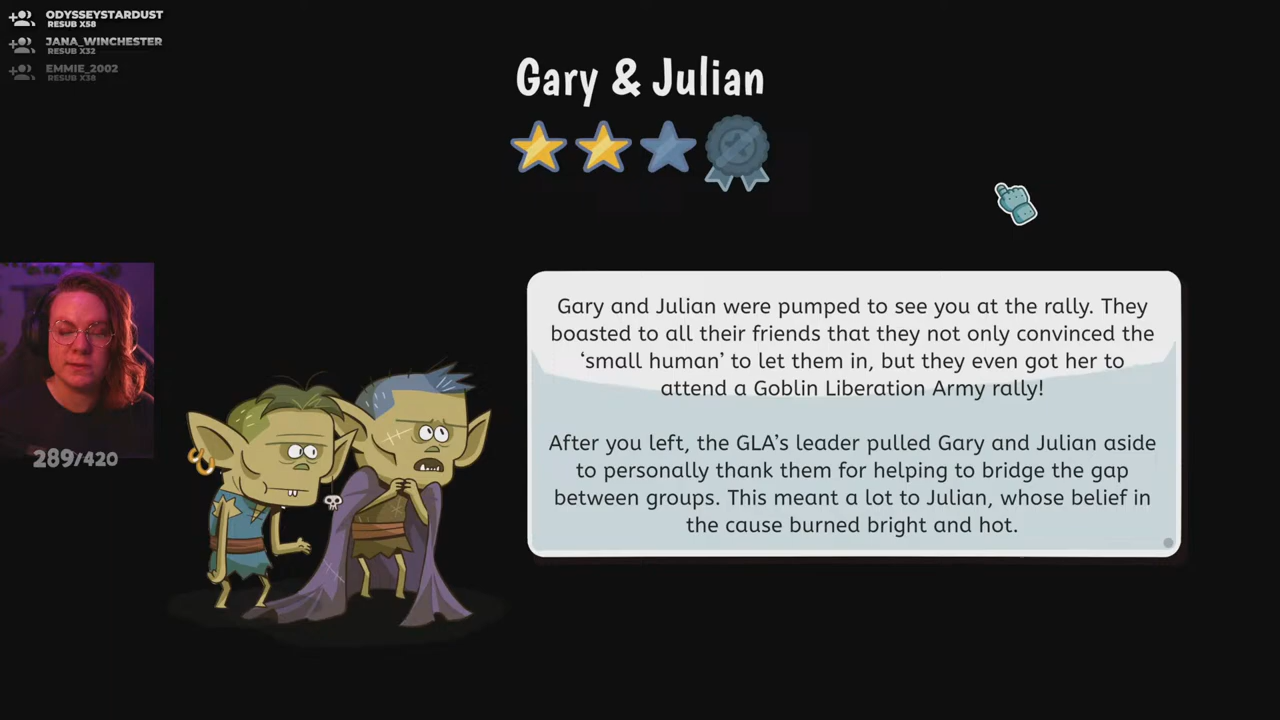 ODYSSEYSTARDUST
RESUB X58
JANA_WINCHESTER
RESUB X32
EMMIE_2002
RESUB X38
Gary & Julian
Gary and Julian were pumped to see you at the rally. They
boasted to all their friends that they not only convinced the
‘small human’ to let them in, but they even got her to
attend a Goblin Liberation Army rally!
After you left, the GLA’s leader pulled Gary and Julian aside
to personally thank them for helping to bridge the gap
between groups. This meant a lot to Julian, whose belief in
the cause burned bright and hot.
289/420